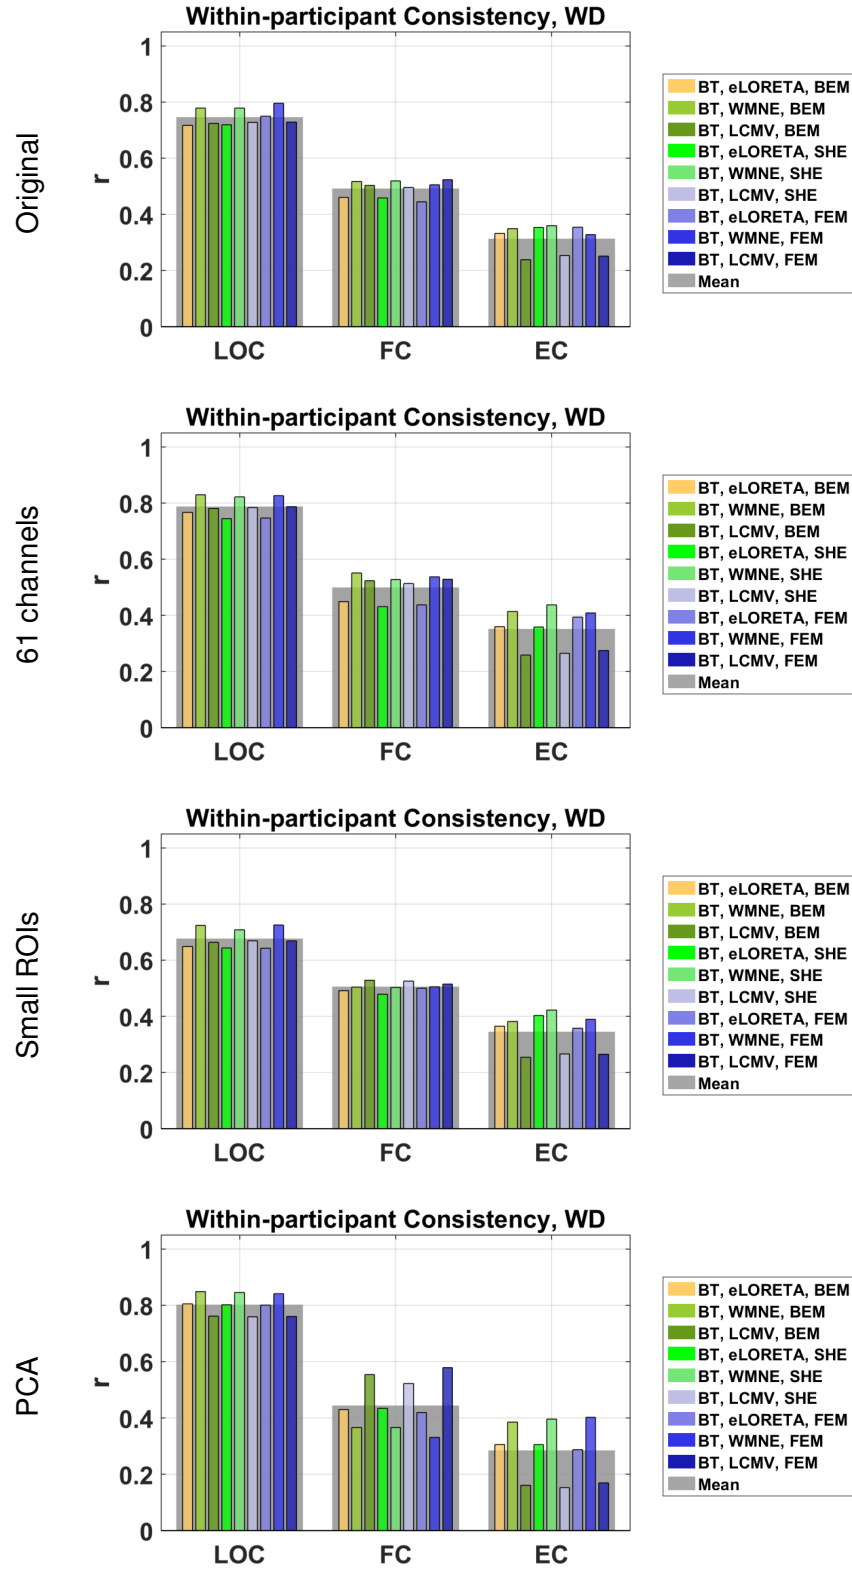 Original
Within-participant Consistency, WD
1
0.8
0.6
0.4
0.2
0
r
LOC
FC
EC
BT, eLORETA, BEM
BT, WMNE, BEM
BT, LCMV, BEM
BT, eLORETA, SHE
BT, WMNE, SHE
BT, LCMV, SHE
BT, eLORETA, FEM
BT, WMNE, FEM
BT, LCMV, FEM
Mean
61 channels
Within-participant Consistency, WD
1
0.8
0.6
0.4
0.2
0
r
LOC
FC
EC
BT, eLORETA, BEM
BT, WMNE, BEM
BT, LCMV, BEM
BT, eLORETA, SHE
BT, WMNE, SHE
BT, LCMV, SHE
BT, eLORETA, FEM
BT, WMNE, FEM
BT, LCMV, FEM
Mean
Small ROIs
Within-participant Consistency, WD
1
0.8
0.6
0.4
0.2
0
r
LOC
FC
EC
BT, eLORETA, BEM
BT, WMNE, BEM
BT, LCMV, BEM
BT, eLORETA, SHE
BT, WMNE, SHE
BT, LCMV, SHE
BT, eLORETA, FEM
BT, WMNE, FEM
BT, LCMV, FEM
Mean
PCA
Within-participant Consistency, WD
1
0.8
0.6
0.4
0.2
0
r
LOC
FC
EC
BT, eLORETA, BEM
BT, WMNE, BEM
BT, LCMV, BEM
BT, eLORETA, SHE
BT, WMNE, SHE
BT, LCMV, SHE
BT, eLORETA, FEM
BT, WMNE, FEM
BT, LCMV, FEM
Mean